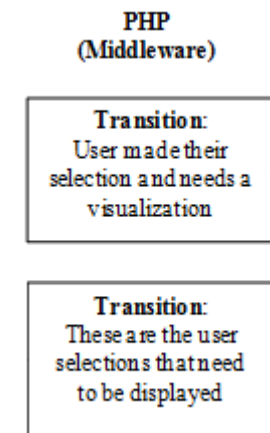 PHP
(Middleware)
Transition:
User made their
selection and needs a
visualization
Transition:
These are the user
selections that need
to be displayed